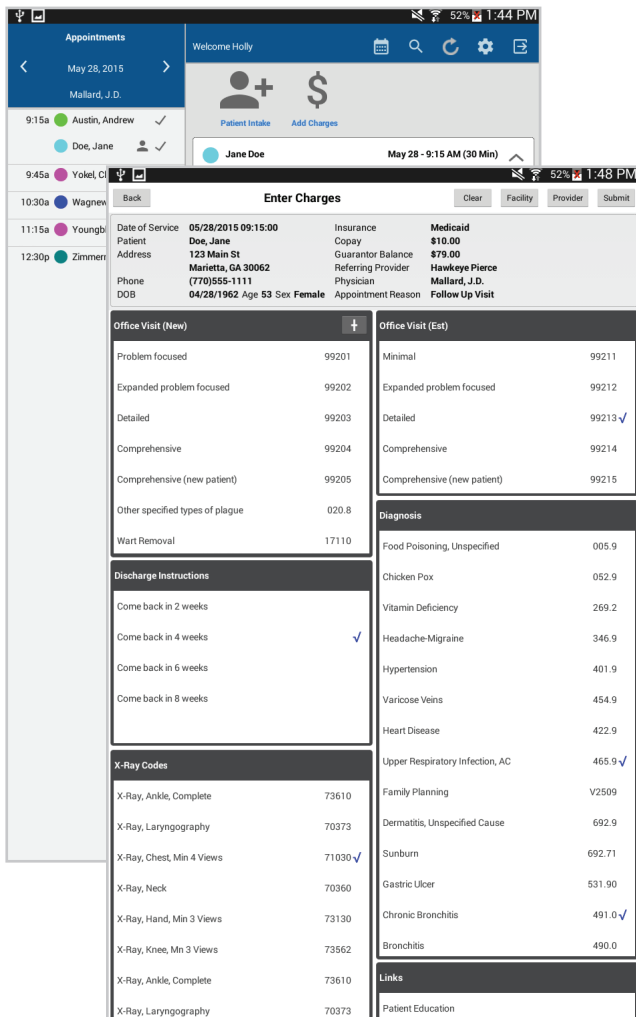 52% 1:44 PM
Appointments
May 28, 2015
Mallard, J.D.
Welcome Holly
9:15a Austin, Andrew
Doe, Jane
9:45a Yokel,
10:30a
11:15a
12:30p
Patient Intake Add Charges
Jane Doe May 28 - 9:15 AM (30 Min)
52% 1:48 PM
Back Enter Charges Clear Facility Provider Submit
Date of Service 05/28/2015 09:15:00 Insurance Medicaid
Patient Doe, Jane Copay $10.00
Address 123 Main St Guarantor Balance $79.00
Marietta, GA 30062 Referring Provider Hawkeye Pierce
Phone (770)555-1111 Physician Mallard, J.D.
DOB 04/28/1962 Age 53 Sex Female Appointment Reason Follow Up Visit
Office Visit (New)
Problem focused 99201
Expanded problem focused 99202
Detailed 99203
Comprehensive 99204
Comprehensive (new patient) 99205
Other specified types of plague 020.8
Wart Removal 17110
Discharge Instructions
Come back in 2 weeks
Come back in 4 weeks √
Come back in 6 weeks
Come back in 8 weeks
X-Ray Codes
X-Ray, Ankle, Complete 73610
X-Ray, Laryngography 70373
X-Ray, Chest, Min 4 Views 71030 √
X-Ray, Neck 70360
X-Ray, Hand, Min 3 Views 73130
X-Ray, Knee, Mn 3 Views 73562
X-Ray, Ankle, Complete 73610
X-Ray, Laryngography 70373
Office Visit (Est)
Minimal 99211
Expanded problem focused 99212
Detailed 99213 √
Comprehensive 99214
Comprehensive (new patient) 99215
Diagnosis
Food Poisoning, Unspecified 005.9
Chicken Pox 052.9
Vitamin Deficiency 269.2
Headache-Migraine 346.9
Hypertension 401.9
Varicose Veins 454.9
Heart Disease 422.9
Upper Respiratory Infection, AC 465.9 √
Family Planning V2509
Dermatitis, Unspecified Cause 692.9
Sunburn 692.71
Gastric Ulcer 531.90
Chronic Bronchitis 491.0 √
Bronchitis 490.0
Links
Patient Education